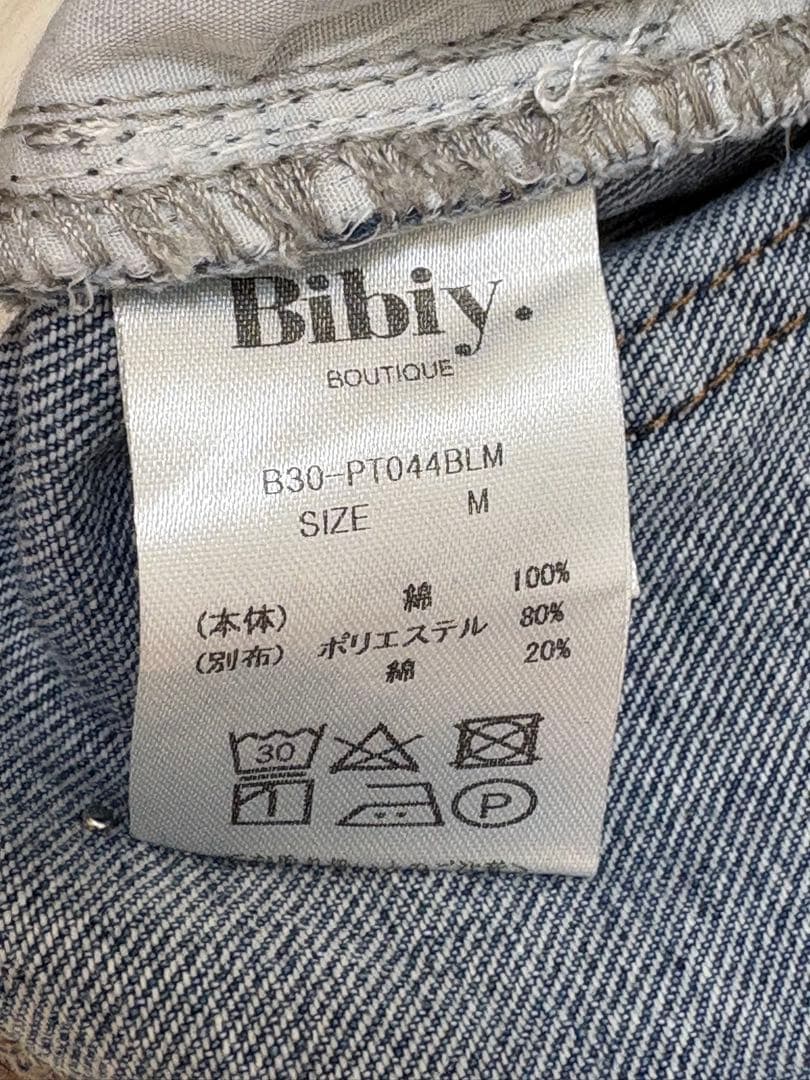 Bibiy.
BOUTIQUE
B30-PT044BLM
SIZE M
(本体) 綿 100%
(別布) ポリエステル 80%
綿 20%
30
P